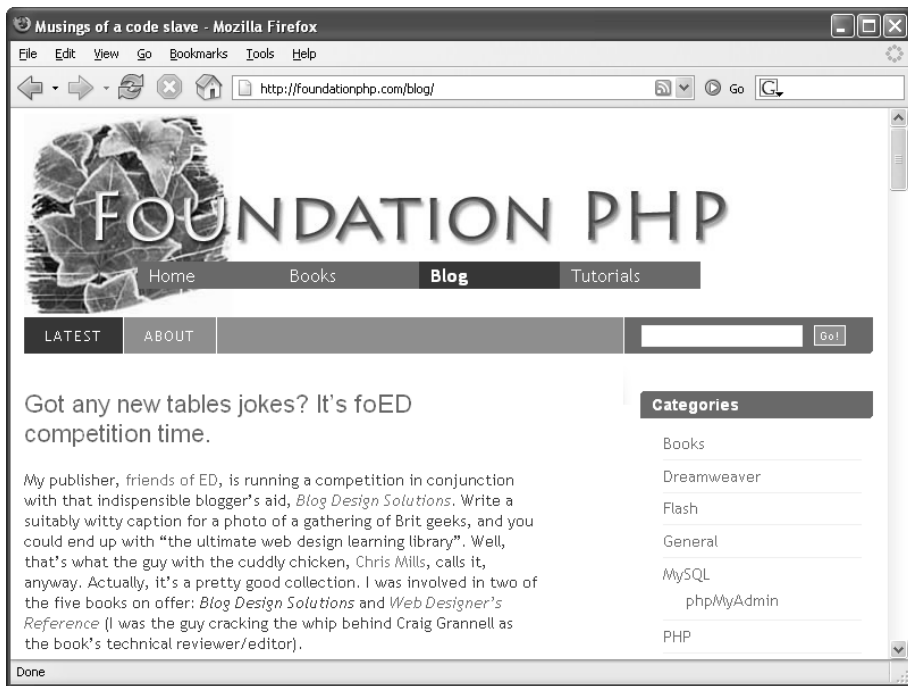 Musings of a code slave - Mozilla Firefox
File Edit View Go Bookmarks Tools Help
http://foundationphp.com/blog/ Go G
FOUNDATION PHP
Home Books Blog Tutorials
LATEST ABOUT Go!
Got any new tables jokes? It's foED
competition time.
My publisher, friends of ED, is running a competition in conjunction
with that indispensible blogger's aid, Blog Design Solutions. Write a
suitably witty caption for a photo of a gathering of Brit geeks, and you
could end up with “the ultimate web design learning library”. Well,
that's what the guy with the cuddly chicken, Chris Mills, calls it,
anyway. Actually, it's a pretty good collection. I was involved in two of
the five books on offer: Blog Design Solutions and Web Designer's
Reference (I was the guy cracking the whip behind Craig Grannell as
the book's technical reviewer/editor).
Categories
Books
Dreamweaver
Flash
General
MySQL
phpMyAdmin
PHP
Done